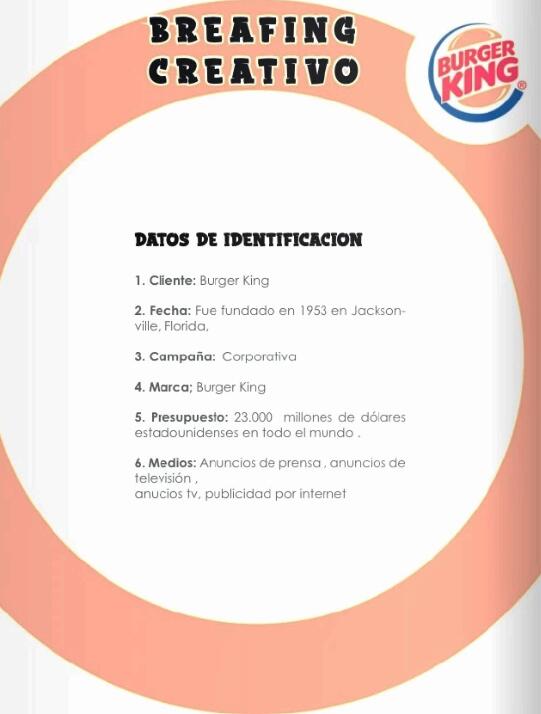 BREAFING
CREATIVO
BURGER
KING
®
DATOS DE IDENTIFICACION
1. Cliente: Burger King
2. Fecha: Fue fundado en 1953 en Jackson-
ville, Florida,
3. Campaña: Corporativa
4. Marca; Burger King
5. Presupuesto: 23.000 millones de dólares
estadounidenses en todo el mundo .
6. Medios: Anuncios de prensa , anuncios de
televisión ,
anucios tv, publicidad por internet